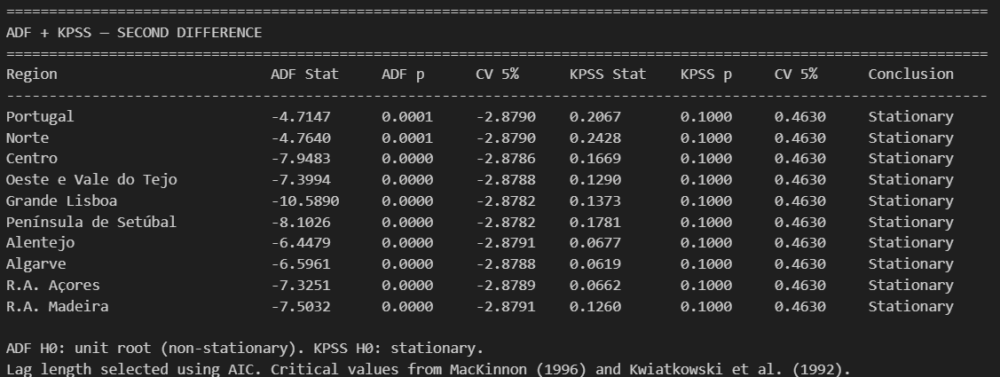 ====================================================================================================================
ADF + KPSS — SECOND DIFFERENCE
====================================================================================================================
Region                         ADF Stat     ADF p      CV 5%      KPSS Stat    KPSS p     CV 5%      Conclusion
--------------------------------------------------------------------------------------------------------------------
Portugal                       -4.7147      0.0001     -2.8790    0.2067       0.1000     0.4630     Stationary
Norte                          -4.7640      0.0001     -2.8790    0.2428       0.1000     0.4630     Stationary
Centro                         -7.9483      0.0000     -2.8786    0.1669       0.1000     0.4630     Stationary
Oeste e Vale do Tejo           -7.3994      0.0000     -2.8788    0.1290       0.1000     0.4630     Stationary
Grande Lisboa                  -10.5890     0.0000     -2.8782    0.1373       0.1000     0.4630     Stationary
Península de Setúbal           -8.1026      0.0000     -2.8782    0.1781       0.1000     0.4630     Stationary
Alentejo                       -6.4479      0.0000     -2.8791    0.0677       0.1000     0.4630     Stationary
Algarve                        -6.5961      0.0000     -2.8788    0.0619       0.1000     0.4630     Stationary
R.A. Açores                    -7.3251      0.0000     -2.8789    0.0662       0.1000     0.4630     Stationary
R.A. Madeira                   -7.5032      0.0000     -2.8791    0.1260       0.1000     0.4630     Stationary
ADF H0: unit root (non-stationary). KPSS H0: stationary.
Lag length selected using AIC. Critical values from MacKinnon (1996) and Kwiatkowski et al. (1992).